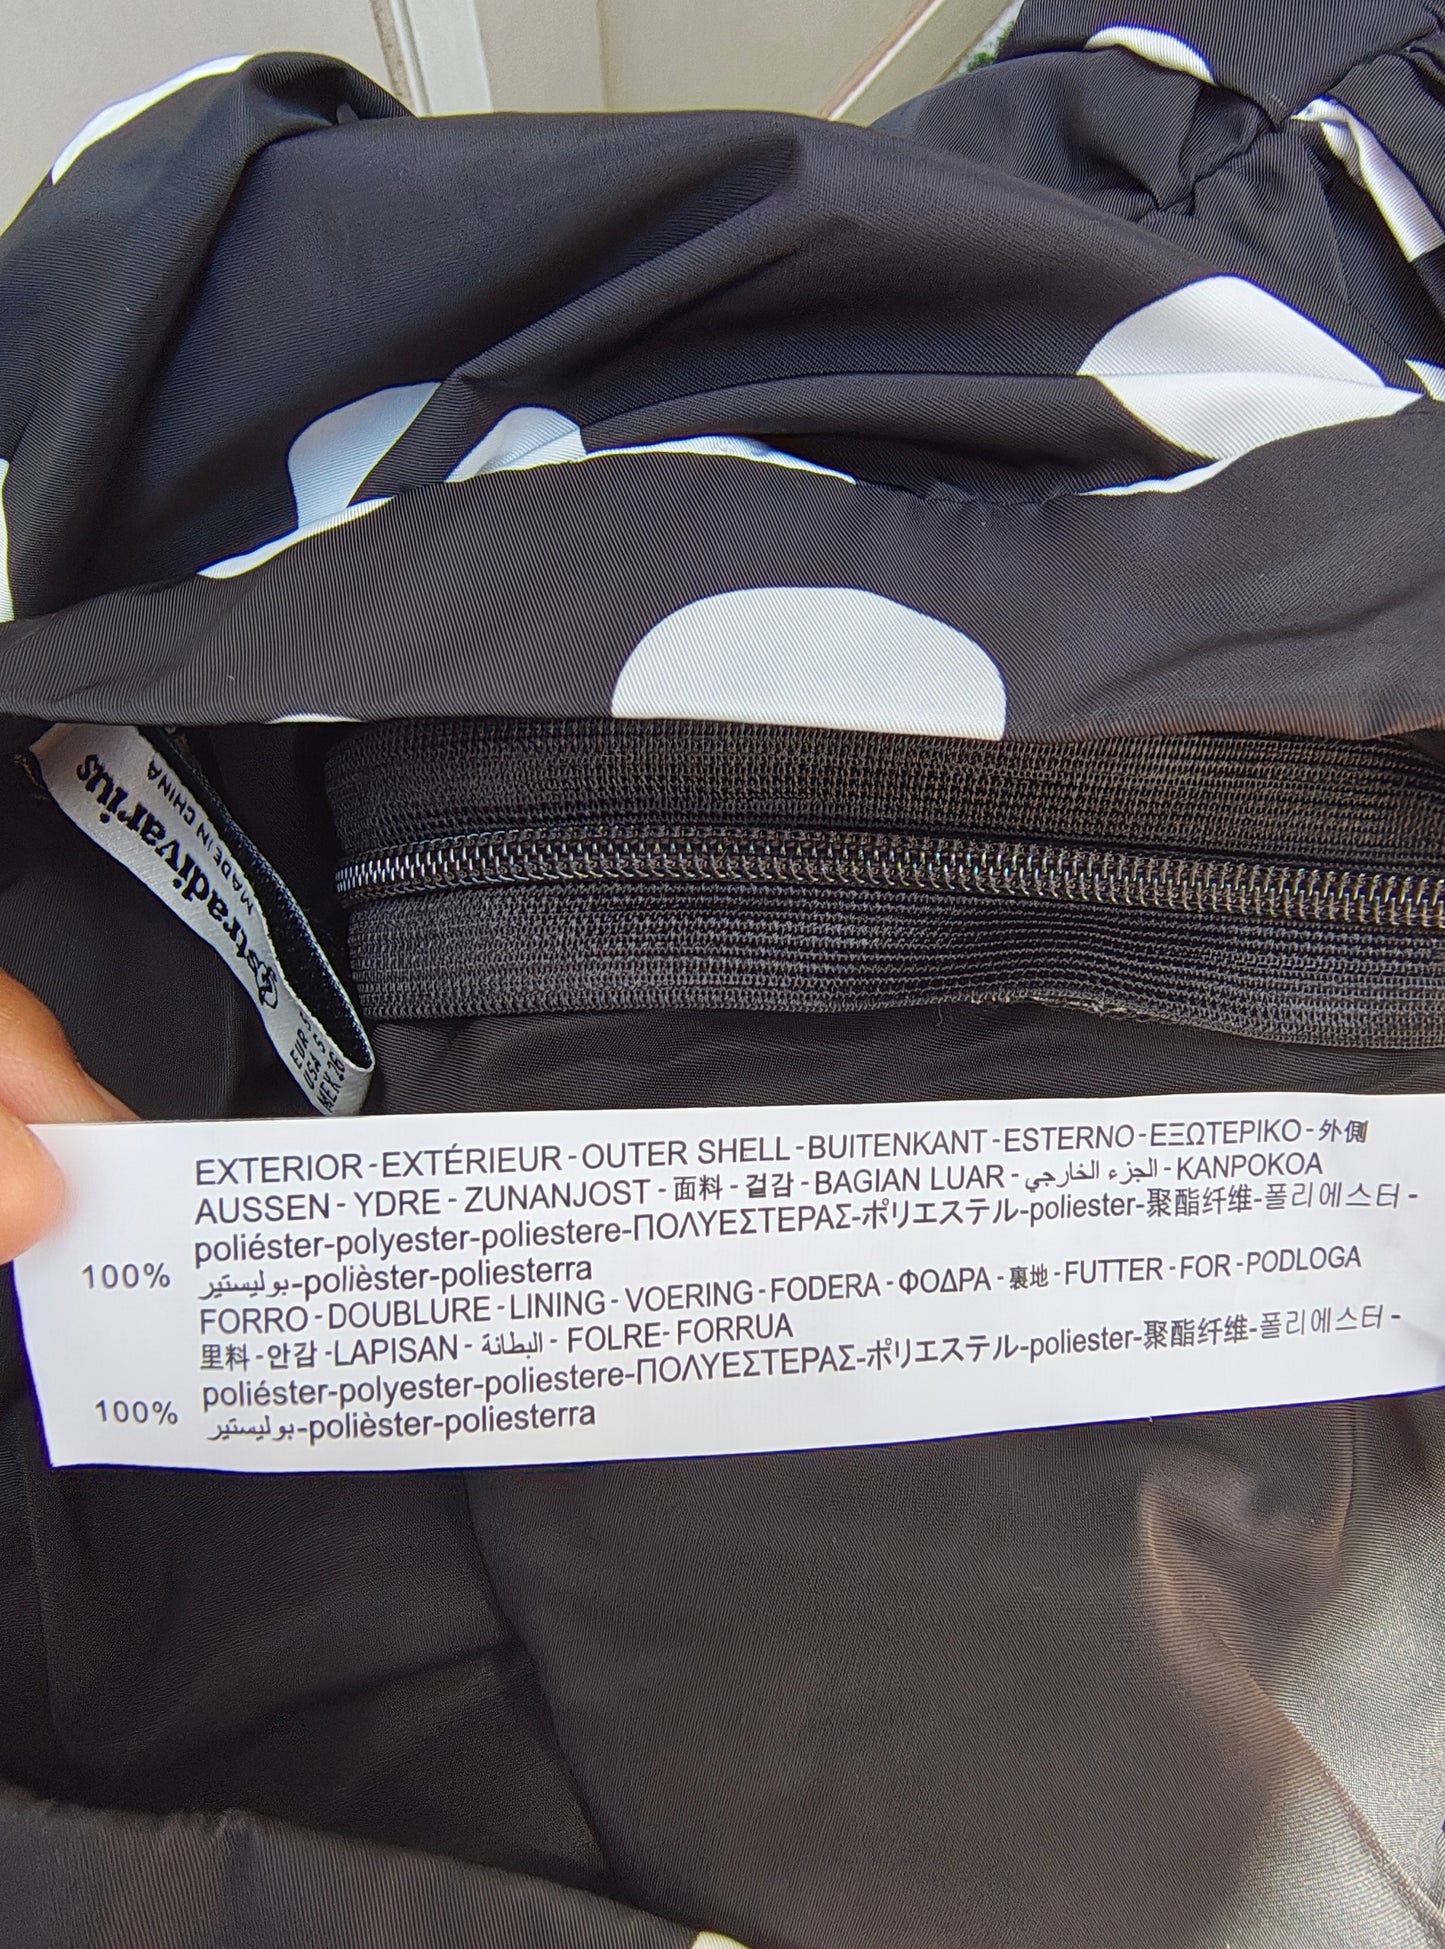 stradivarius
MADE IN CHINA
EUR
USA S
MEX 26
EXTERIOR - EXTÉRIEUR - OUTER SHELL - BUITENKANT - ESTERNO - ΕΞΩΤΕΡΙΚΟ - 外側
AUSSEN - YDRE - ZUNANJOST - 面料 - 겉감 - BAGIAN LUAR - الجزء الخارجي - KANPOKOA
poliéster-polyester-poliestere-ΠΟΛΥΕΣΤΕΡΑΣ-ポリエステル-poliester-聚酯纤维-폴리에스터 -
100% بوليستير-polièster-poliesterra
FORRO - DOUBLURE - LINING - VOERING - FODERA - ΦΟΔΡΑ - 裏地 - FUTTER - FOR - PODLOGA
里料 - 안감 - LAPISAN - البطانة - FOLRE - FORRUA
poliéster-polyester-poliestere-ΠΟΛΥΕΣΤΕΡΑΣ-ポリエステル-poliester-聚酯纤维-폴리에스터 -
100% بوليستير-polièster-poliesterra